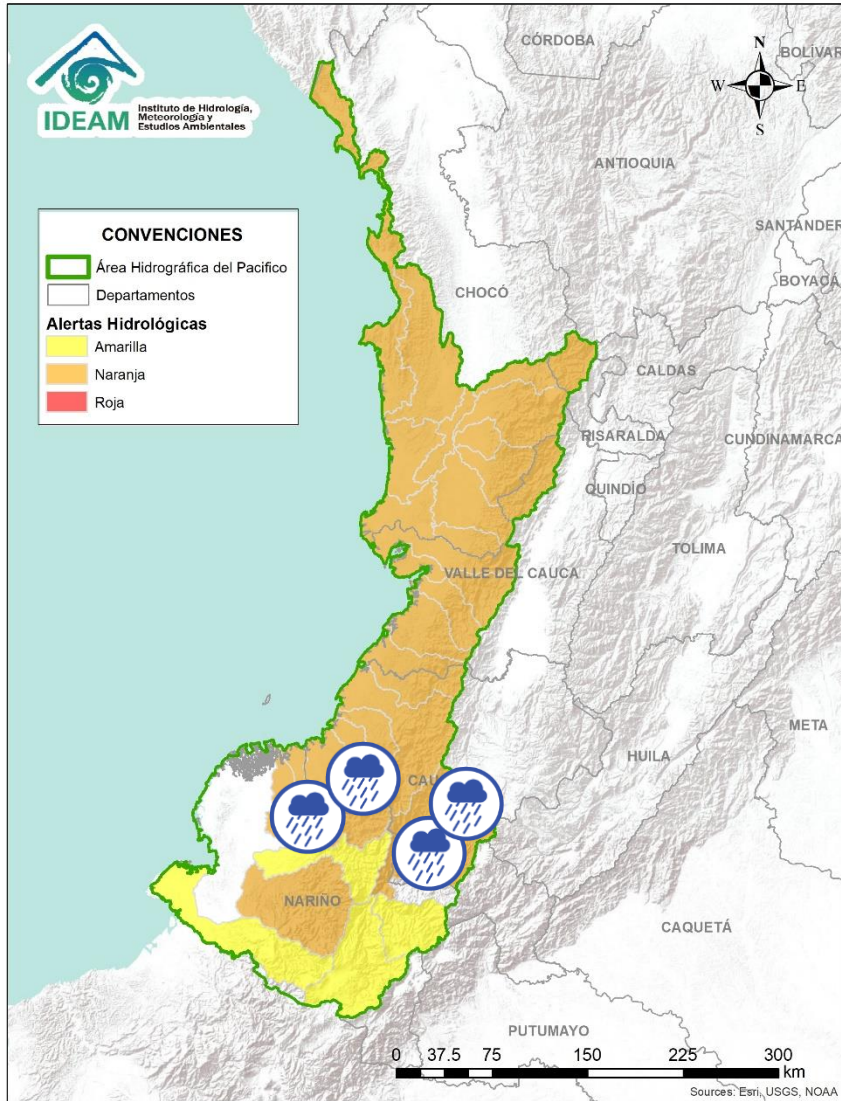 IDEAM
Instituto de Hidrología,
Meteorología y
Estudios Ambientales
CÓRDOBA
BOLÍVAR
N
W E
S
ANTIOQUIA
SANTANDER
BOYACÁ
CONVENCIONES
Área Hidrográfica del Pacifico
Departamentos
Alertas Hidrológicas
Amarilla
Naranja
Roja
CHOCÓ
CALDAS
RISARALDA
CUNDINAMARCA
QUINDÍO
TOLIMA
VALLE DEL CAUCA
META
HUILA
CAU
NARIÑO
CAQUETÁ
PUTUMAYO
0 37.5 75 150 225 300
km
Sources: Esri, USGS, NOAA